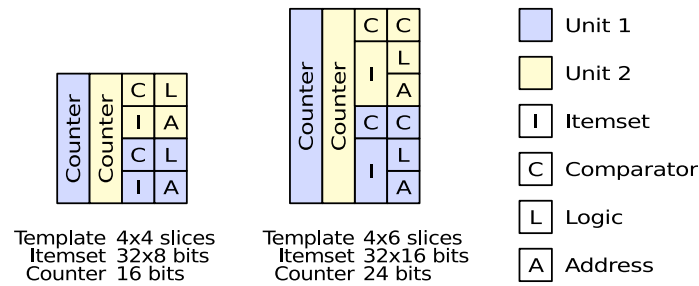 Counter
Counter
C L
I A
C L
I A
Template 4x4 slices
Itemset 32x8 bits
Counter 16 bits
Counter
Counter
C C
I L
A
C C
I L
A
Template 4x6 slices
Itemset 32x16 bits
Counter 24 bits
Unit 1
Unit 2
I Itemset
C Comparator
L Logic
A Address